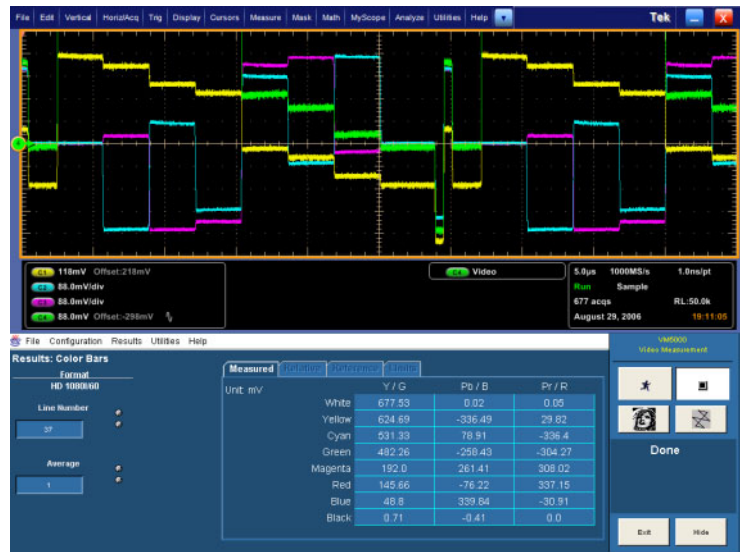 File Edit Vertical Horiz/Acq Trig Display Cursors Measure Mask Math MyScope Analyze Utilities Help Tek
C1 118mV Offset:218mV
C2 88.0mV/div
C3 88.0mV/div
C4 88.0mV Offset:-298mV
C4 Video
5.0μs 1000MS/s 1.0ns/pt
Run Sample
677 acqs RL:50.0k
August 29, 2006 19:11:05
File Configuration Results Utilities Help
VM5000
Video Measurement
Results: Color Bars
Format
HD 1080i/60
Line Number
37
Average
1
Measured Relative Reference Limits
Unit: mV Y / G Pb / B Pr / R
White 677.53 0.02 0.05
Yellow 624.69 -336.49 29.82
Cyan 531.33 78.91 -336.4
Green 482.26 -258.43 -304.27
Magenta 192.0 261.41 308.02
Red 145.66 -76.22 337.15
Blue 48.8 339.84 -30.91
Black 0.71 -0.41 0.0
Done
Exit Hide